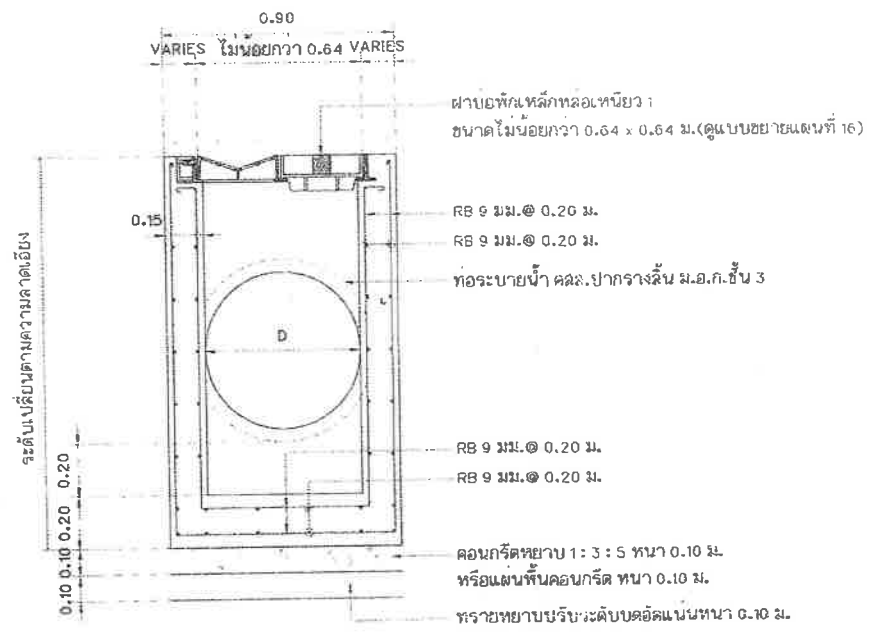 0.90
VARIES ไม่น้อยกว่า 0.64 VARIES
ฝาบ่อพักเหล็กหล่อเหนียว 1
ขนาดไม่น้อยกว่า 0.64 x 0.64 ม.(ดูแบบขยายแผ่นที่ 16)
0.15
RB 9 มม.@ 0.20 ม.
RB 9 มม.@ 0.20 ม.
ท่อระบายน้ำ คสล.ปากรางลิ้น ม.อ.ก.ชั้น 3
D
ระดับเปลี่ยนตามความลาดเอียง
0.20
0.20
0.10
0.10
RB 9 มม.@ 0.20 ม.
RB 9 มม.@ 0.20 ม.
คอนกรีตหยาบ 1 : 3 : 5 หนา 0.10 ม.
หรือแผ่นพื้นคอนกรีต หนา 0.10 ม.
ทรายหยาบปรับระดับบดอัดแน่นหนา 0.10 ม.